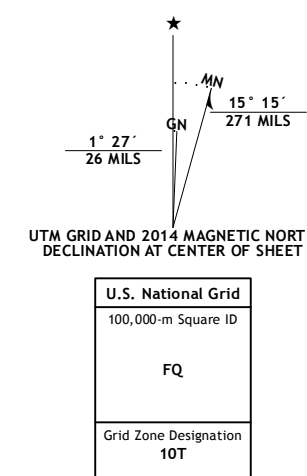 ★
MN
GN
15° 15´
271 MILS
1° 27´
26 MILS
UTM GRID AND 2014 MAGNETIC NORT
DECLINATION AT CENTER OF SHEET
U.S. National Grid
100,000-m Square ID
FQ
Grid Zone Designation
10T